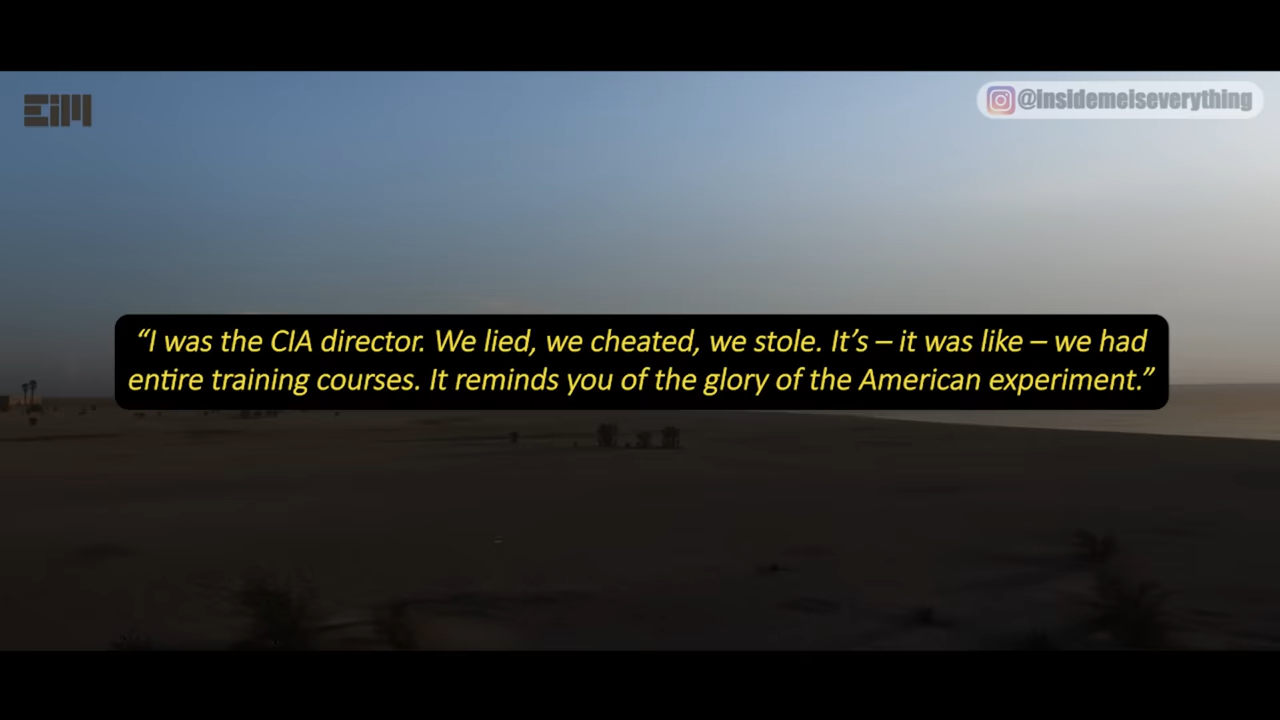 EiM
@Insidemeiseverything
“I was the CIA director. We lied, we cheated, we stole. It’s – it was like – we had
entire training courses. It reminds you of the glory of the American experiment.”